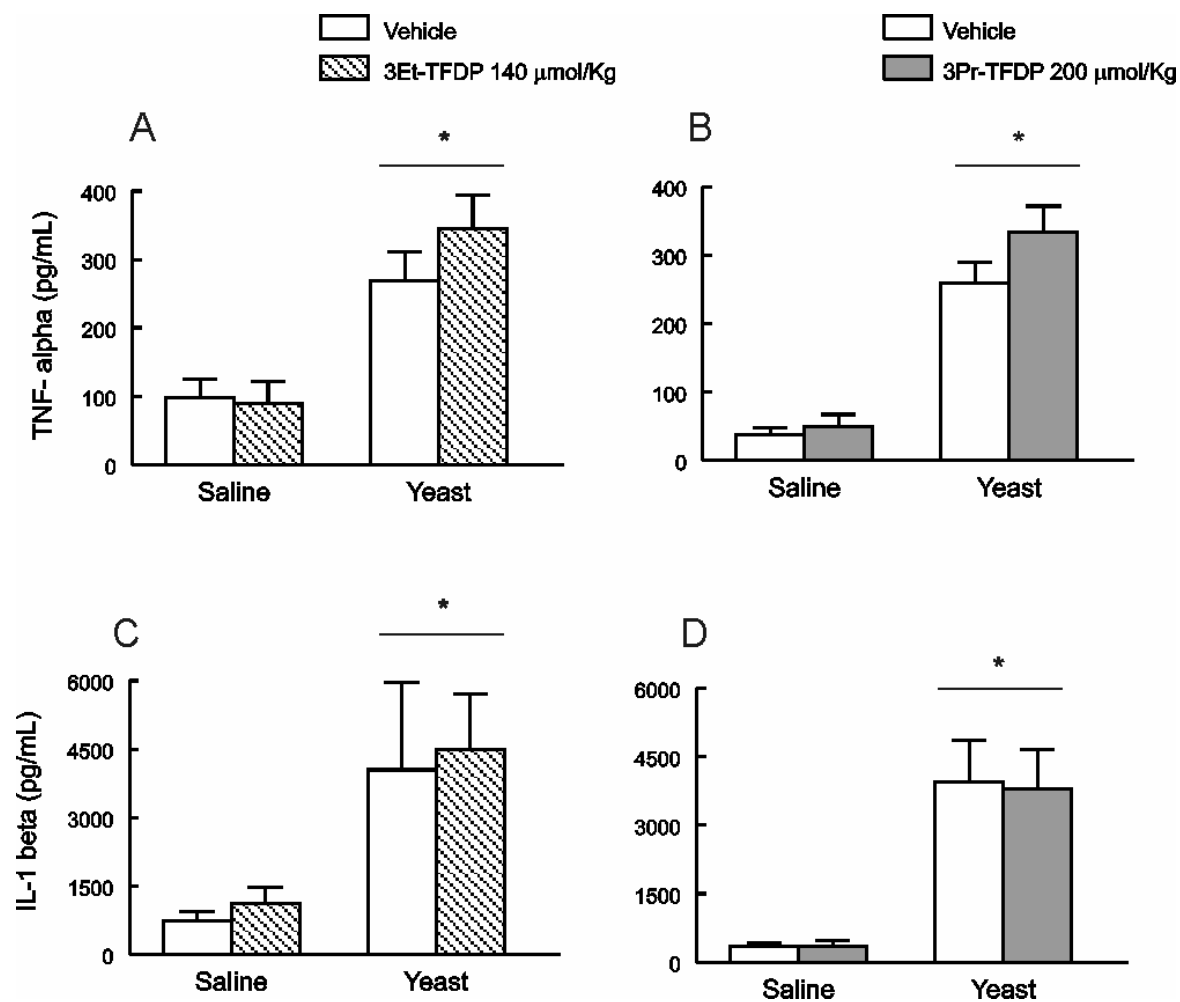 Vehicle
3Et-TFDP 140 μmol/Kg
Vehicle
3Pr-TFDP 200 μmol/Kg
A
*
TNF- alpha (pg/mL)
400
300
200
100
0
Saline Yeast
B
*
400
300
200
100
0
Saline Yeast
C
*
IL-1 beta (pg/mL)
6000
4500
3000
1500
0
Saline Yeast
D
*
6000
4500
3000
1500
0
Saline Yeast